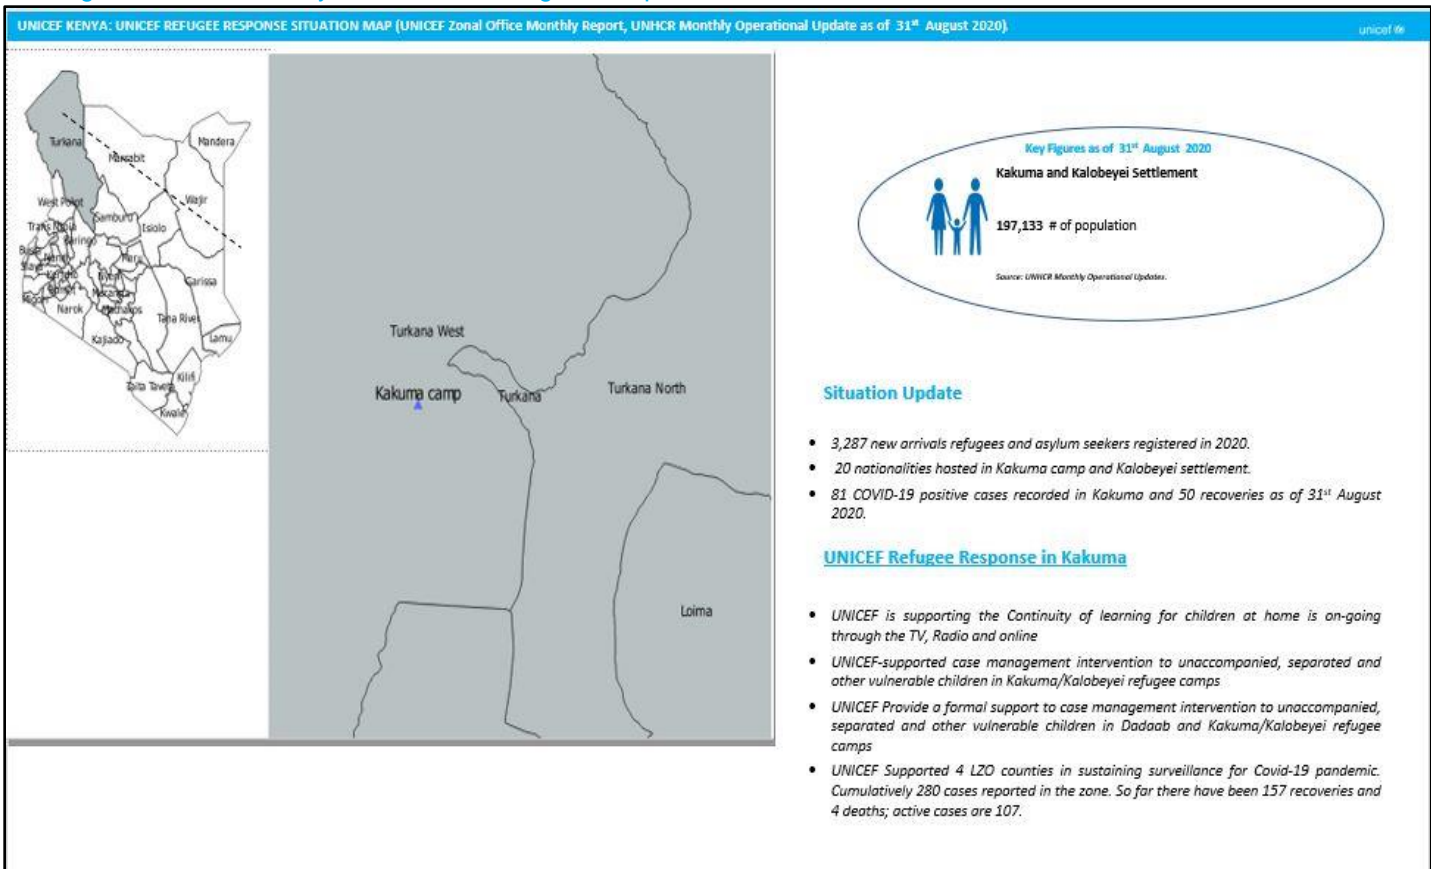 UNICEF KENYA: UNICEF REFUGEE RESPONSE SITUATION MAP (UNICEF Zonal Office Monthly Report, UNHCR Monthly Operational Update as of 31st August 2020).
unicef
Turkana
Marsabit
Mandera
West Pokot
Wajir
Samburu
Trans Nzoia
Isiolo
Baringo
Busia
Nandi
Meru
Siaya
Kericho
Nyeri
Garissa
Bomet
Muranga
Migori
Narok
Machakos
Tana River
Kajiado
Lamu
Kilifi
Taita Taveta
Kwale
Turkana West
Kakuma camp
Turkana
Turkana North
Loima
Key Figures as of 31st August 2020
Kakuma and Kalobeyei Settlement
197,133 # of population
Source: UNHCR Monthly Operational Updates.
Situation Update
• 3,287 new arrivals refugees and asylum seekers registered in 2020.
• 20 nationalities hosted in Kakuma camp and Kalobeyei settlement.
• 81 COVID-19 positive cases recorded in Kakuma and 50 recoveries as of 31st August
2020.
UNICEF Refugee Response in Kakuma
• UNICEF is supporting the Continuity of learning for children at home is on-going
through the TV, Radio and online
• UNICEF-supported case management intervention to unaccompanied, separated and
other vulnerable children in Kakuma/Kalobeyei refugee camps
• UNICEF Provide a formal support to case management intervention to unaccompanied,
separated and other vulnerable children in Dadaab and Kakuma/Kalobeyei refugee
camps
• UNICEF Supported 4 LZO counties in sustaining surveillance for Covid-19 pandemic.
Cumulatively 280 cases reported in the zone. So far there have been 157 recoveries and
4 deaths; active cases are 107.